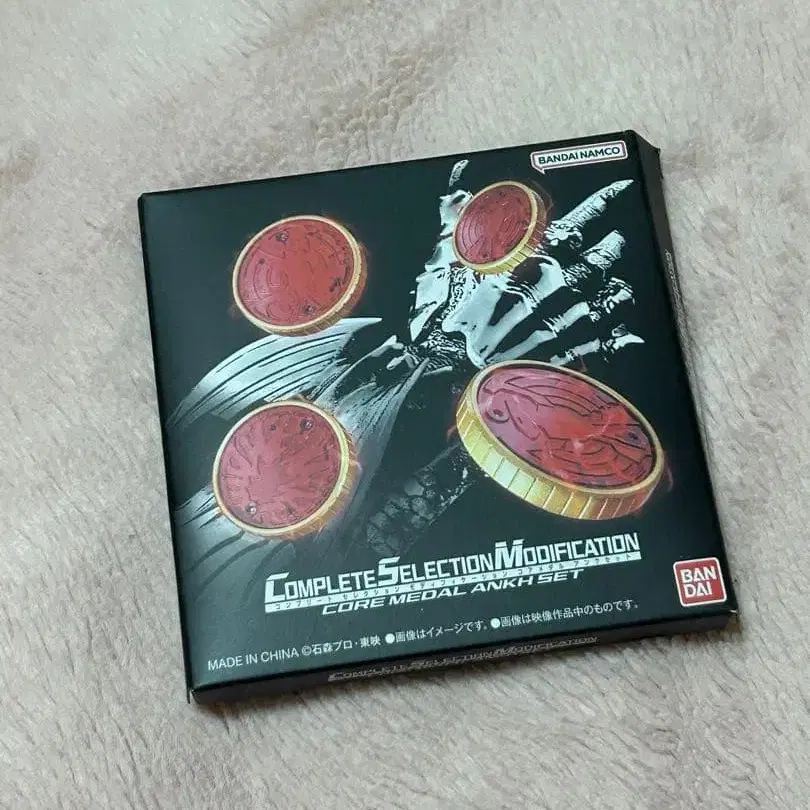 BANDAI NAMCO
COMPLETE SELECTION MODIFICATION
コンプリート セレクション モディフィケーション コアメダル アンクセット
CORE MEDAL ANKH SET
BAN
DAI
MADE IN CHINA ©石森プロ・東映 ●画像はイメージです。●画像は映像作品中のものです。
COMPLETE SELECTION MODIFICATION